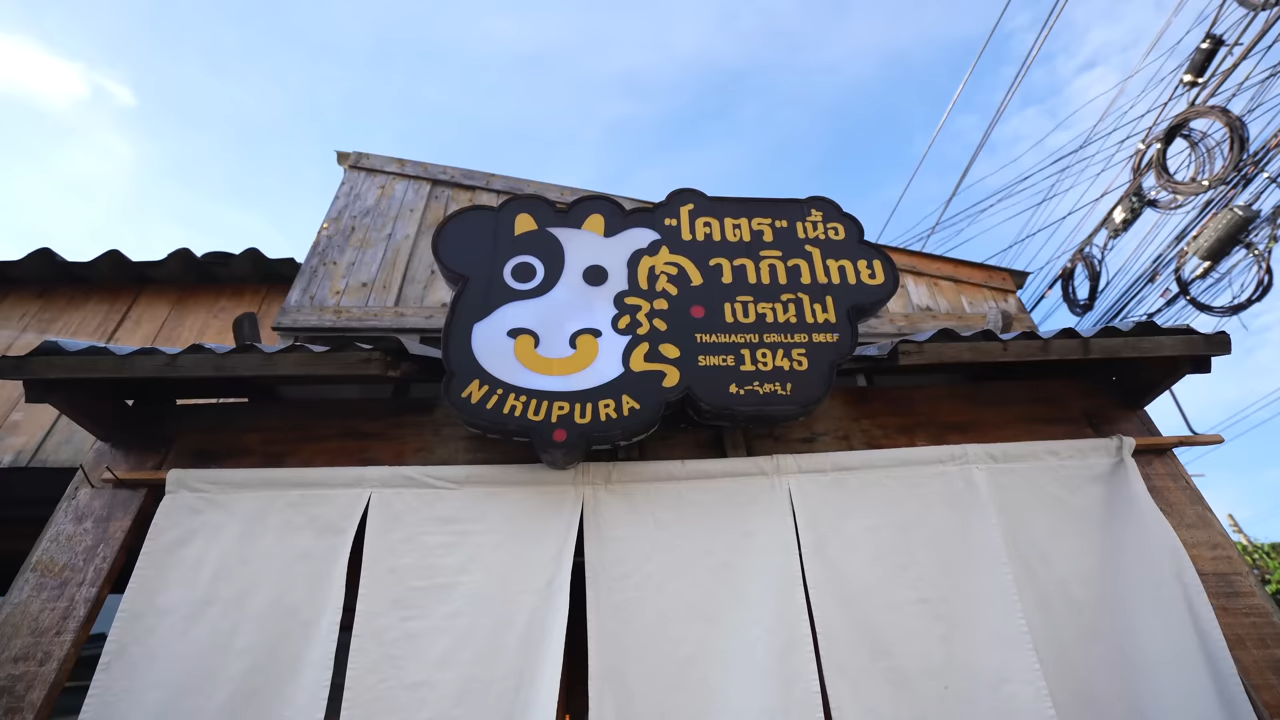 "โคตร" เนื้อ
วากิวไทย
เบิรน์ไฟ
THAIWAGYU GRiLLED BEEF
SINCE 1945
肉ぷら
NiKUPURA